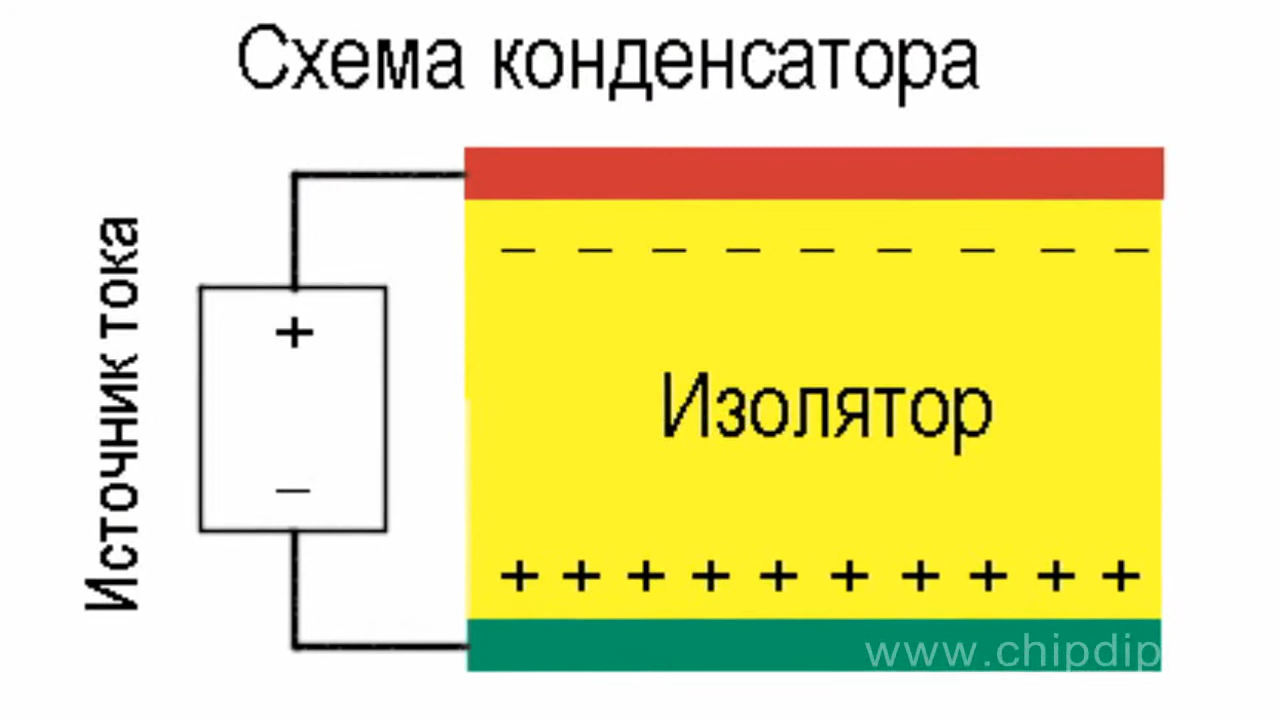 Схема конденсатора
Источник тока
+
–
– – – – – – – – –
Изолятор
+ + + + + + + + + +
www.chipdip